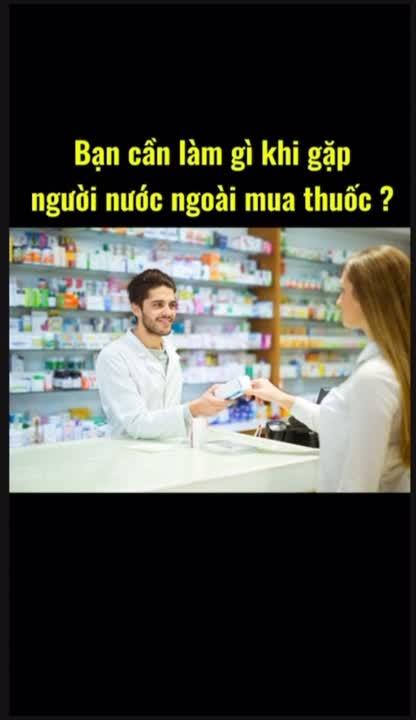 Bạn cần làm gì khi gặp
người nước ngoài mua thuốc ?